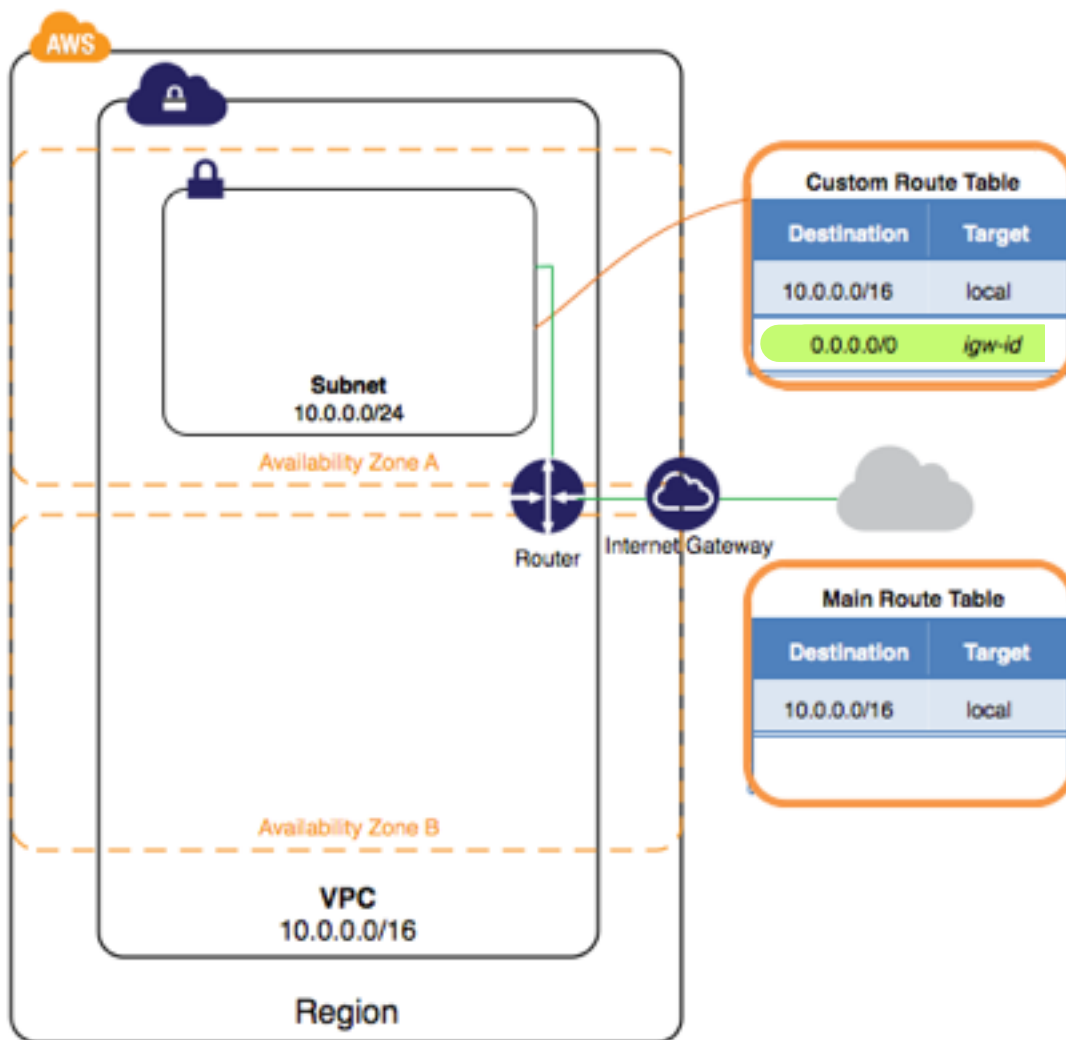 AWS
Custom Route Table
Destination Target
10.0.0.0/16 local
0.0.0.0/0 igw-id
Subnet
10.0.0.0/24
Availability Zone A
Router
Internet Gateway
Main Route Table
Destination Target
10.0.0.0/16 local
Availability Zone B
VPC
10.0.0.0/16
Region